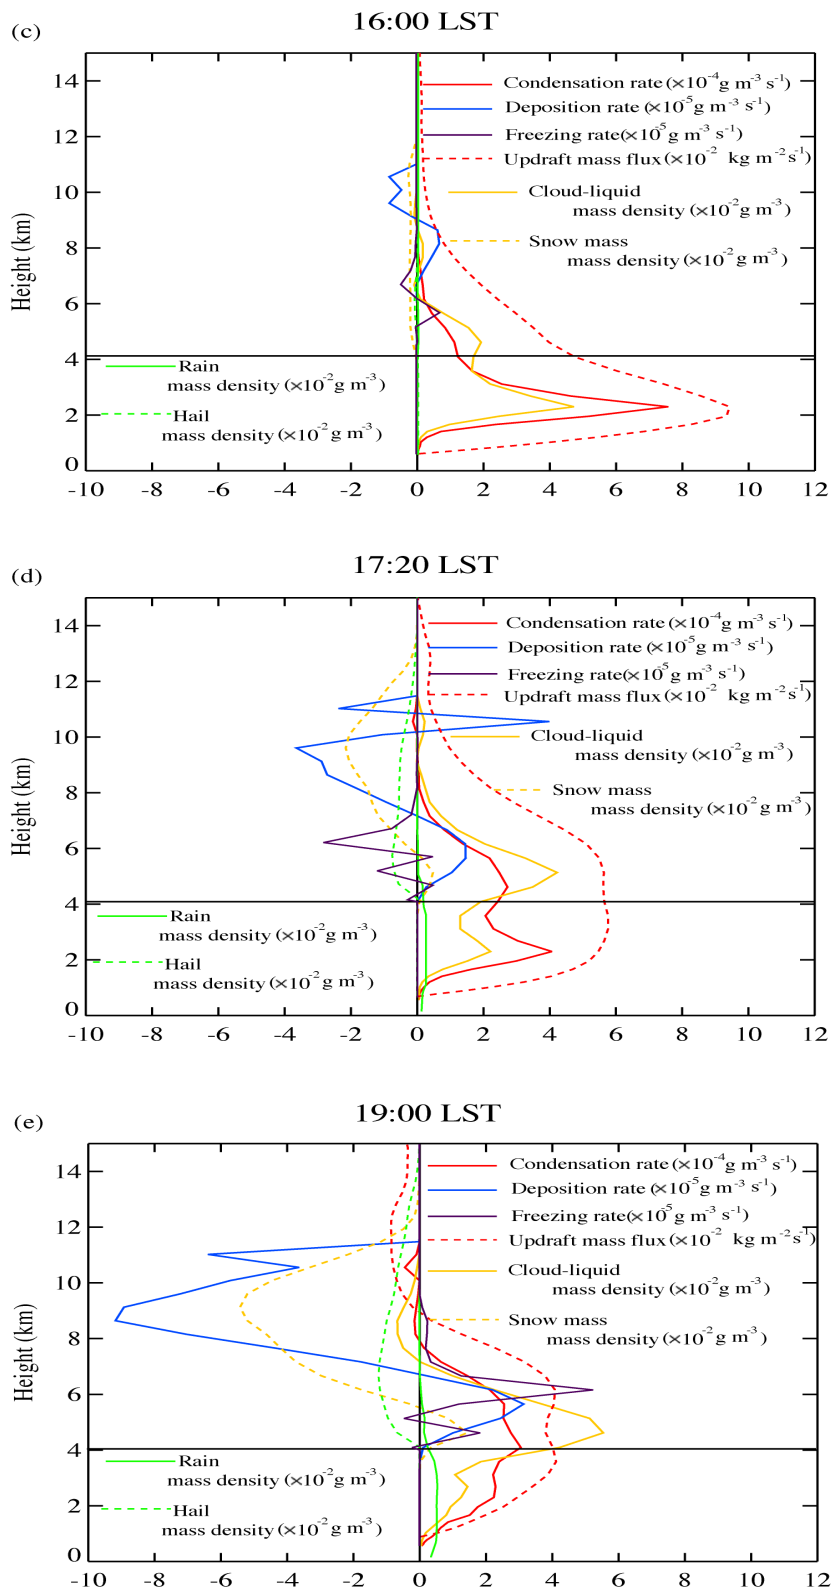 (c)
16:00 LST
14
12
10
8
6
4
2
0
Height (km)
Condensation rate (×10-4g m-3 s-1)
Deposition rate (×10-5g m-3 s-1)
Freezing rate(×10-5g m-3 s-1)
Updraft mass flux (×10-2 kg m-2s-1)
Cloud-liquid
mass density (×10-2g m-3)
Snow mass
mass density (×10-2g m-3)
Rain
mass density (×10-2g m-3)
Hail
mass density (×10-2g m-3)
-10 -8 -6 -4 -2 0 2 4 6 8 10 12
(d)
17:20 LST
14
12
10
8
6
4
2
0
Height (km)
Condensation rate (×10-4g m-3 s-1)
Deposition rate (×10-5g m-3 s-1)
Freezing rate(×10-5g m-3 s-1)
Updraft mass flux (×10-2 kg m-2s-1)
Cloud-liquid
mass density (×10-2g m-3)
Snow mass
mass density (×10-2g m-3)
Rain
mass density (×10-2g m-3)
Hail
mass density (×10-2g m-3)
-10 -8 -6 -4 -2 0 2 4 6 8 10 12
(e)
19:00 LST
14
12
10
8
6
4
2
0
Height (km)
Condensation rate (×10-4g m-3 s-1)
Deposition rate (×10-5g m-3 s-1)
Freezing rate(×10-5g m-3 s-1)
Updraft mass flux (×10-2 kg m-2s-1)
Cloud-liquid
mass density (×10-2g m-3)
Snow mass
mass density (×10-2g m-3)
Rain
mass density (×10-2g m-3)
Hail
mass density (×10-2g m-3)
-10 -8 -6 -4 -2 0 2 4 6 8 10 12